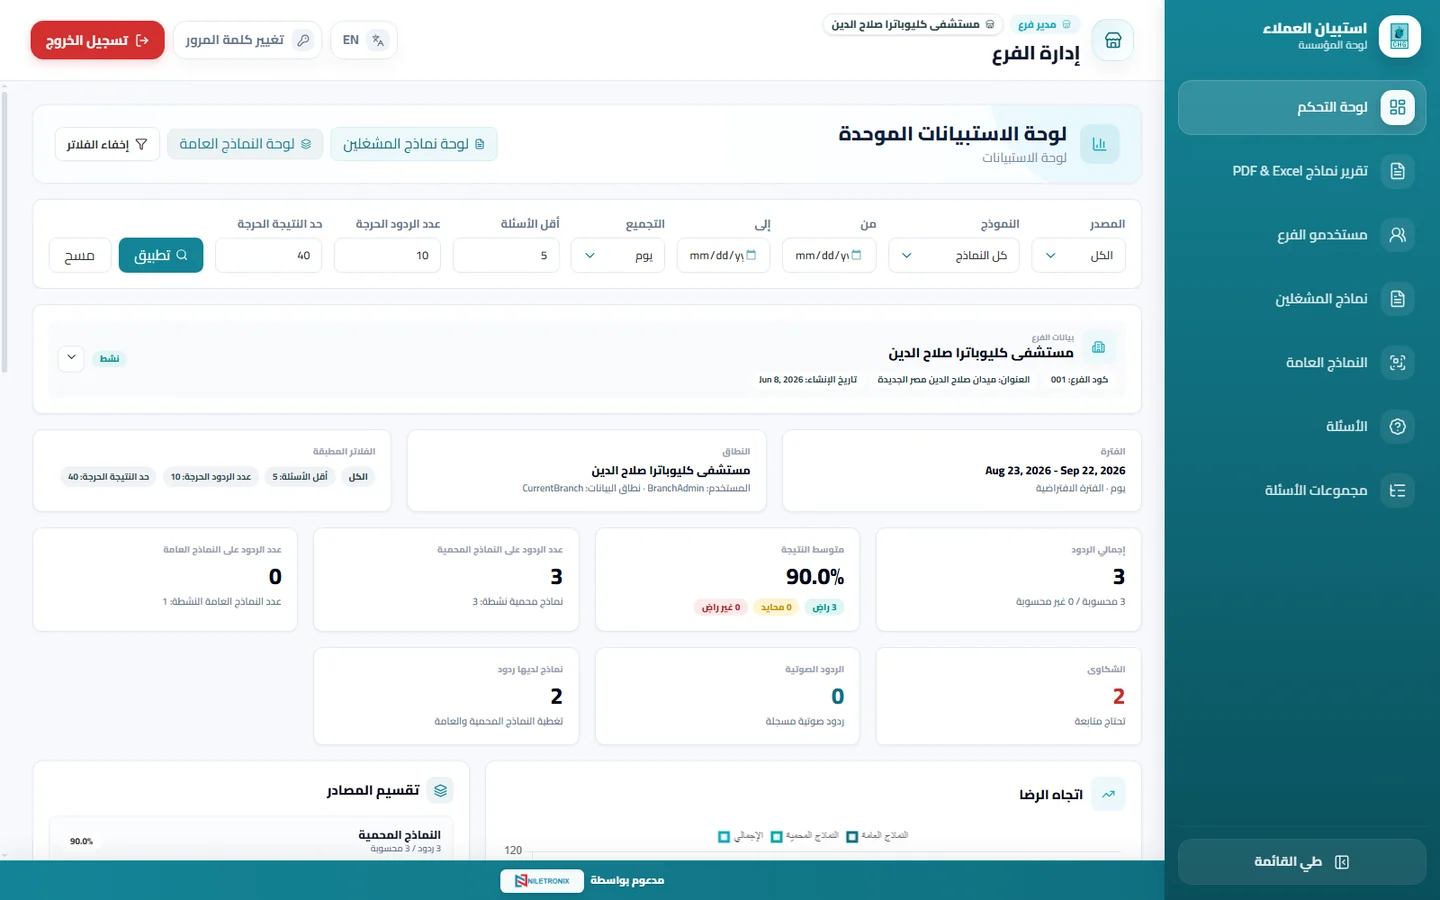 استبيان العملاء
لوحة المؤسسة
CHG
لوحة التحكم
تقرير نماذج PDF & Excel
مستخدمو الفرع
نماذج المشغلين
النماذج العامة
الأسئلة
مجموعات الأسئلة
طي القائمة
مدير فرع
مستشفى كليوباترا صلاح الدين
إدارة الفرع
EN
تغيير كلمة المرور
تسجيل الخروج
لوحة الاستبيانات الموحدة
لوحة الاستبيانات
لوحة نماذج المشغلين
لوحة النماذج العامة
إخفاء الفلاتر
المصدر
النموذج
من
إلى
التجميع
أقل الأسئلة
عدد الردود الحرجة
حد النتيجة الحرجة
الكل
كل النماذج
mm/dd/y
mm/dd/y
يوم
5
10
40
تطبيق
مسح
بيانات الفرع
مستشفى كليوباترا صلاح الدين
كود الفرع: 001
العنوان: ميدان صلاح الدين مصر الجديدة
تاريخ الإنشاء: Jun 8, 2026
نشط
الفترة
Aug 23, 2026 - Sep 22, 2026
يوم · الفترة الافتراضية
النطاق
مستشفى كليوباترا صلاح الدين
المستخدم: BranchAdmin · نطاق البيانات: CurrentBranch
الفلاتر المطبقة
الكل
أقل الأسئلة: 5
عدد الردود الحرجة: 10
حد النتيجة الحرجة: 40
إجمالي الردود
3
3 محسوبة / 0 غير محسوبة
متوسط النتيجة
90.0%
3 راضٍ
0 محايد
0 غير راضٍ
عدد الردود على النماذج المحمية
3
نماذج محمية نشطة: 3
عدد الردود على النماذج العامة
0
عدد النماذج العامة النشطة: 1
الشكاوى
2
تحتاج متابعة
الردود الصوتية
0
ردود صوتية مسجلة
نماذج لديها ردود
2
تغطية النماذج المحمية والعامة
اتجاه الرضا
النماذج العامة
النماذج المحمية
الإجمالي
120
تقسيم المصادر
النماذج المحمية
3 ردود / 3 محسوبة
90.0%
مدعوم بواسطة
NILETRONIX